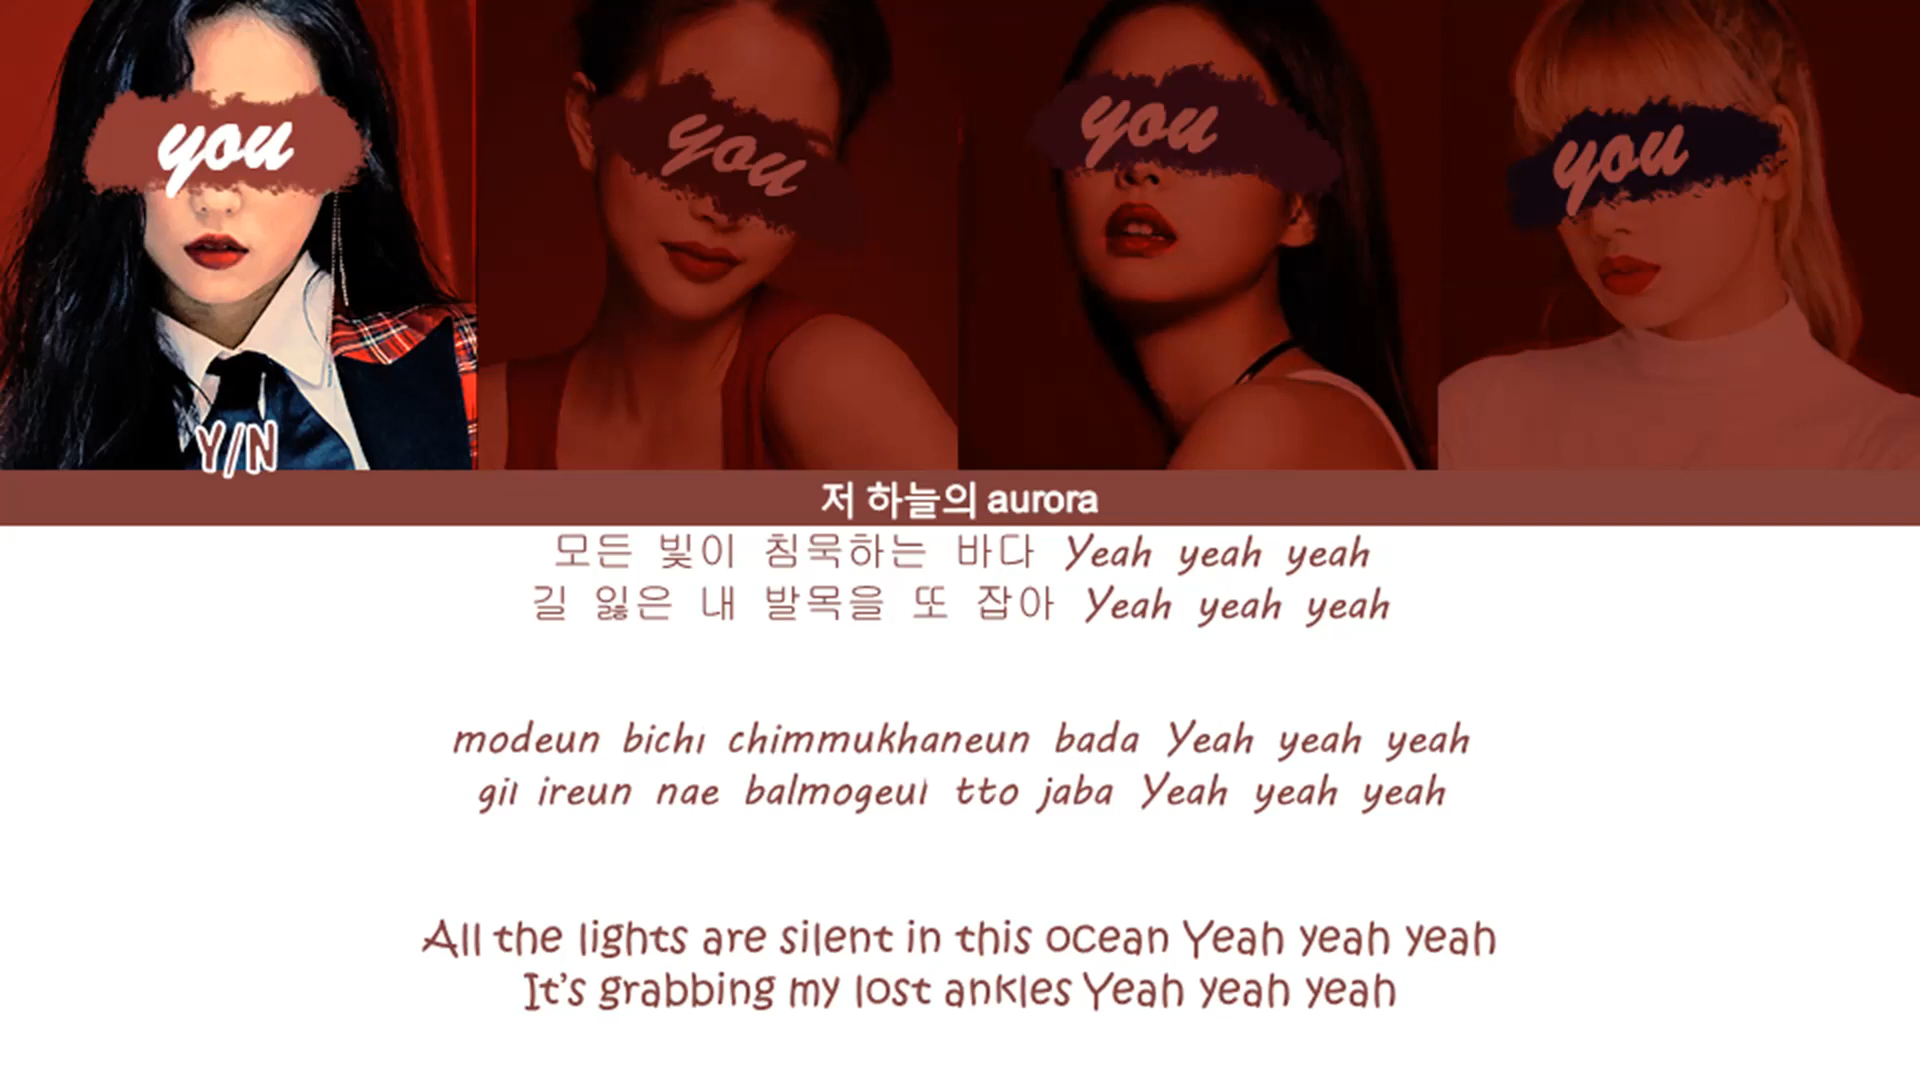 you
you
you
you
Y/N
저 하늘의 aurora
모든 빛이 침묵하는 바다 Yeah yeah yeah
길 잃은 내 발목을 또 잡아 Yeah yeah yeah
modeun bichi chimmukhaneun bada Yeah yeah yeah
gil ireun nae balmogeul tto jaba Yeah yeah yeah
All the lights are silent in this ocean Yeah yeah yeah
It's grabbing my lost ankles Yeah yeah yeah